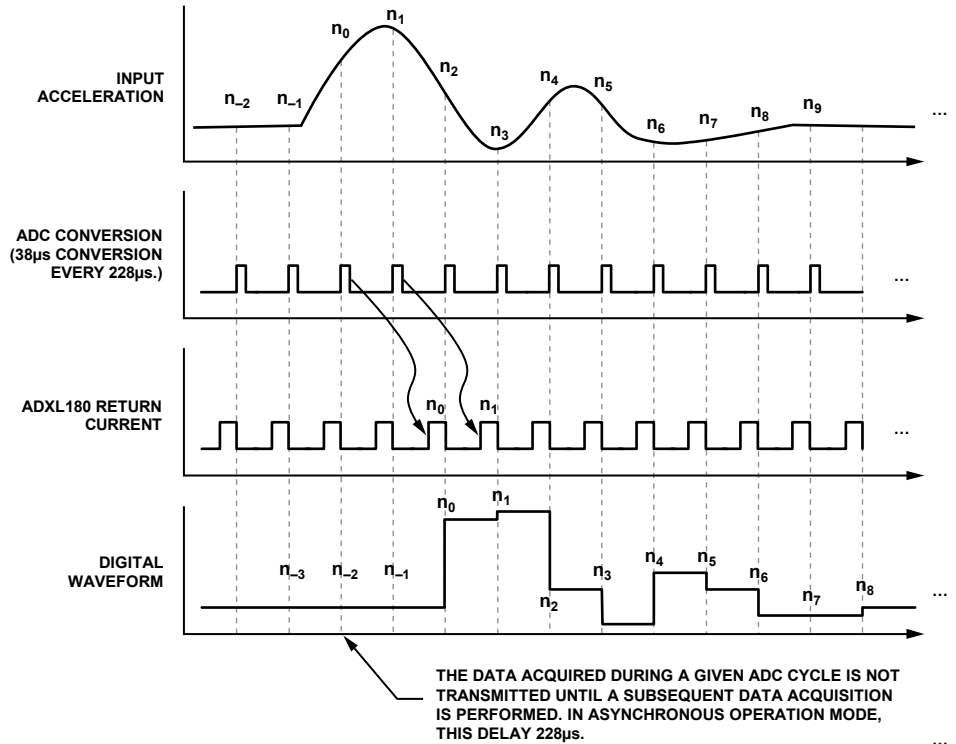 n0
n1
n2
n3
n4
n5
n6
n7
n8
n9
n–2
n–1
INPUT
ACCELERATION
...
ADC CONVERSION
(38µs CONVERSION
EVERY 228µs.)
...
ADXL180 RETURN
CURRENT
n0
n1
...
DIGITAL
WAVEFORM
n–3
n–2
n–1
n0
n1
n2
n3
n4
n5
n6
n7
n8
...
THE DATA ACQUIRED DURING A GIVEN ADC CYCLE IS NOT
TRANSMITTED UNTIL A SUBSEQUENT DATA ACQUISITION
IS PERFORMED. IN ASYNCHRONOUS OPERATION MODE,
THIS DELAY 228µs.
...